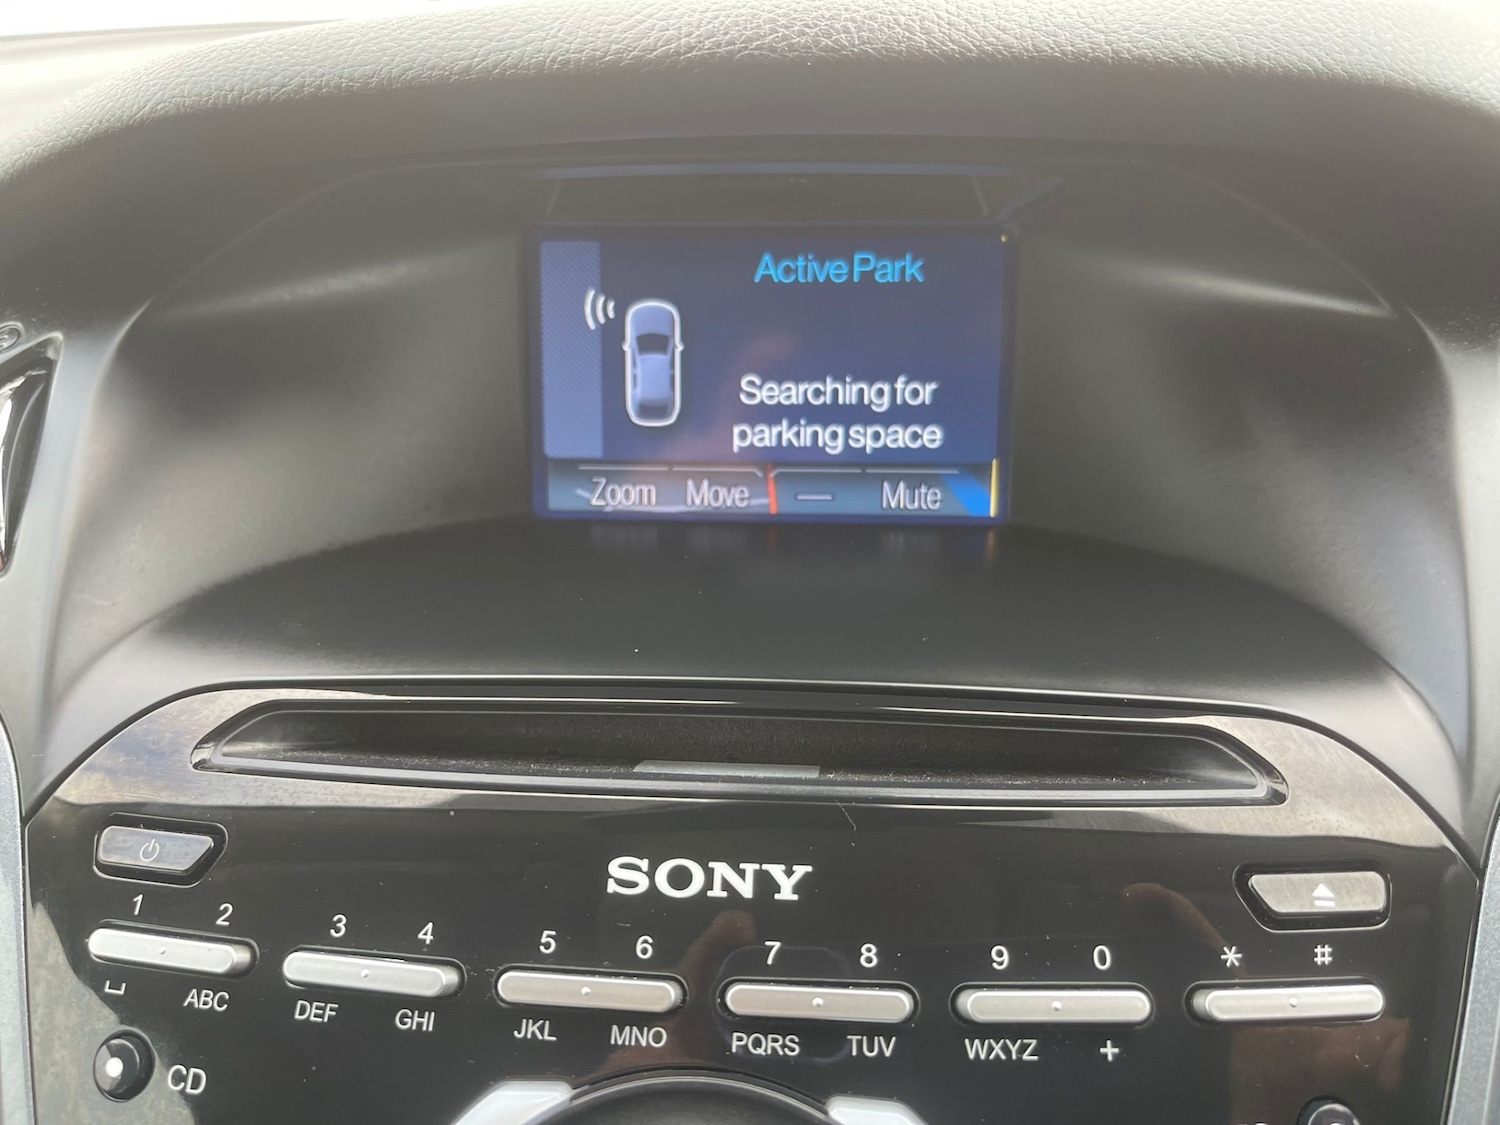 Active Park
Searching for
parking space
Zoom Move — Mute
SONY
1 2 3 4 5 6 7 8 9 0 * #
ABC DEF GHI JKL MNO PQRS TUV WXYZ +
CD